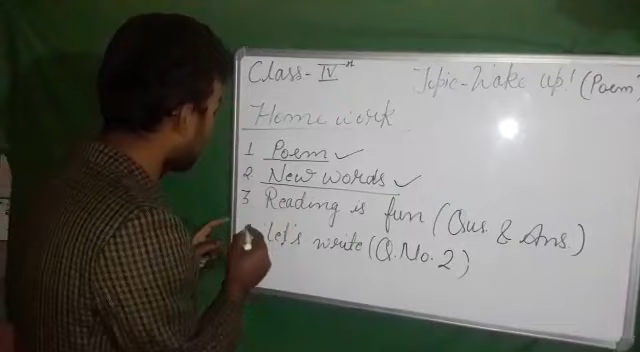 Class-IVth Topic-Wake up! (Poem)
Home work
1 Poem ✓
2 New words ✓
3 Reading is fun (Qus. & Ans.)
Let's write (Q.No. 2)